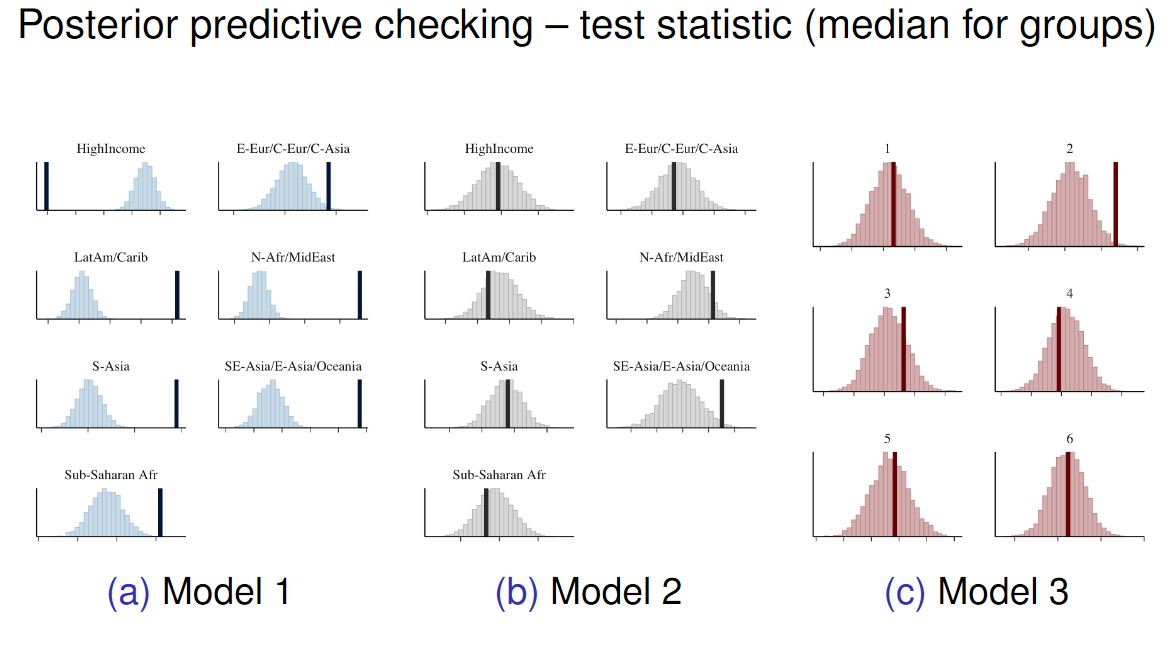 Posterior predictive checking – test statistic (median for groups)
HighIncome
E-Eur/C-Eur/C-Asia
LatAm/Carib
N-Afr/MidEast
S-Asia
SE-Asia/E-Asia/Oceania
Sub-Saharan Afr
(a) Model 1
HighIncome
E-Eur/C-Eur/C-Asia
LatAm/Carib
N-Afr/MidEast
S-Asia
SE-Asia/E-Asia/Oceania
Sub-Saharan Afr
(b) Model 2
1
2
3
4
5
6
(c) Model 3